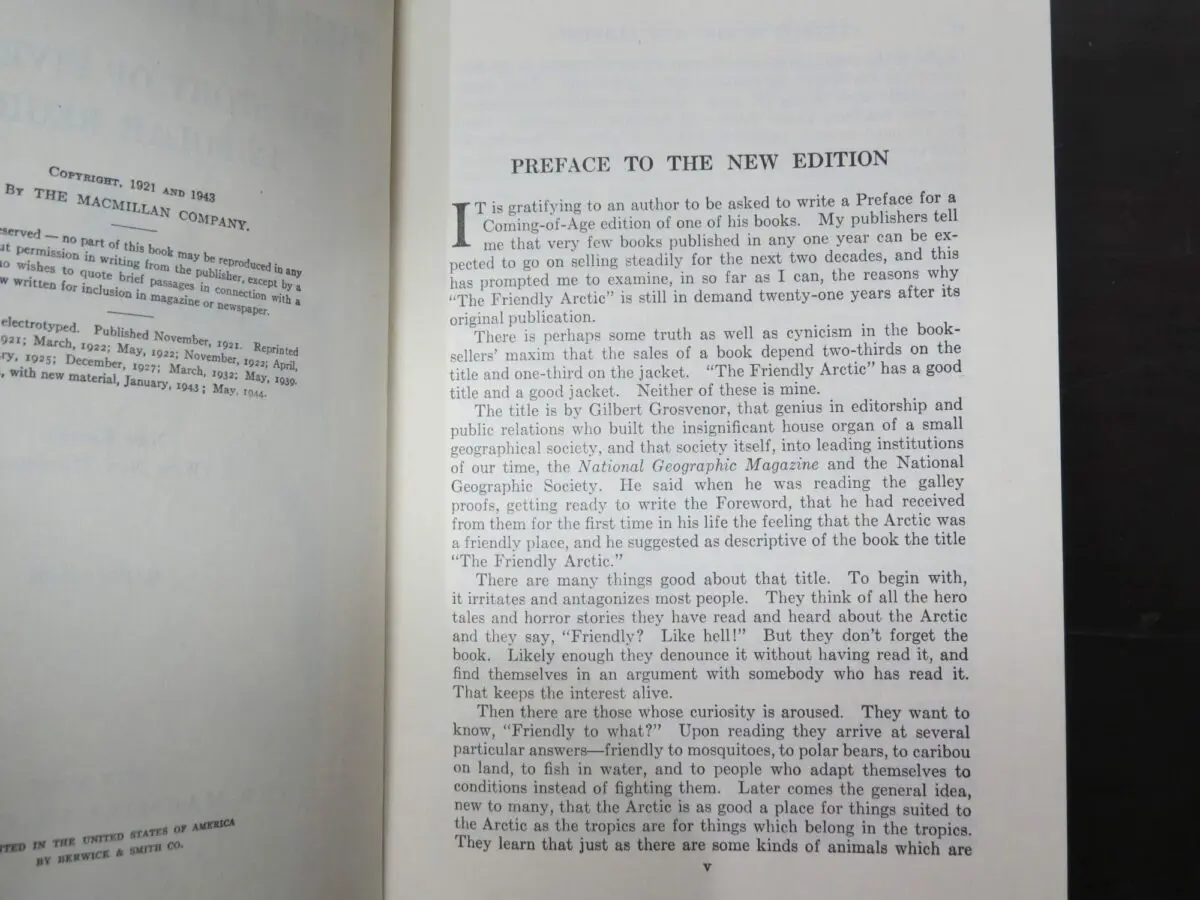 COPYRIGHT, 1921 AND 1943
BY THE MACMILLAN COMPANY.
served — no part of this book may be reproduced in any
permission in writing from the publisher, except by a
wishes to quote brief passages in connection with a
written for inclusion in magazine or newspaper.
electrotyped. Published November, 1921. Reprinted
1921; March, 1922; May, 1922; November, 1922; April,
1925; December, 1927; March, 1932; May, 1939.
with new material, January, 1943; May, 1944.
IN THE UNITED STATES OF AMERICA
BY BERWICK & SMITH CO.
PREFACE TO THE NEW EDITION
IT is gratifying to an author to be asked to write a Preface for a
Coming-of-Age edition of one of his books. My publishers tell
me that very few books published in any one year can be ex-
pected to go on selling steadily for the next two decades, and this
has prompted me to examine, in so far as I can, the reasons why
"The Friendly Arctic" is still in demand twenty-one years after its
original publication.
There is perhaps some truth as well as cynicism in the book-
sellers' maxim that the sales of a book depend two-thirds on the
title and one-third on the jacket. "The Friendly Arctic" has a good
title and a good jacket. Neither of these is mine.
The title is by Gilbert Grosvenor, that genius in editorship and
public relations who built the insignificant house organ of a small
geographical society, and that society itself, into leading institutions
of our time, the National Geographic Magazine and the National
Geographic Society. He said when he was reading the galley
proofs, getting ready to write the Foreword, that he had received
from them for the first time in his life the feeling that the Arctic was
a friendly place, and he suggested as descriptive of the book the title
"The Friendly Arctic."
There are many things good about that title. To begin with,
it irritates and antagonizes most people. They think of all the hero
tales and horror stories they have read and heard about the Arctic
and they say, "Friendly? Like hell!" But they don't forget the
book. Likely enough they denounce it without having read it, and
find themselves in an argument with somebody who has read it.
That keeps the interest alive.
Then there are those whose curiosity is aroused. They want to
know, "Friendly to what?" Upon reading they arrive at several
particular answers—friendly to mosquitoes, to polar bears, to caribou
on land, to fish in water, and to people who adapt themselves to
conditions instead of fighting them. Later comes the general idea,
new to many, that the Arctic is as good a place for things suited to
the Arctic as the tropics are for things which belong in the tropics.
They learn that just as there are some kinds of animals which are
v